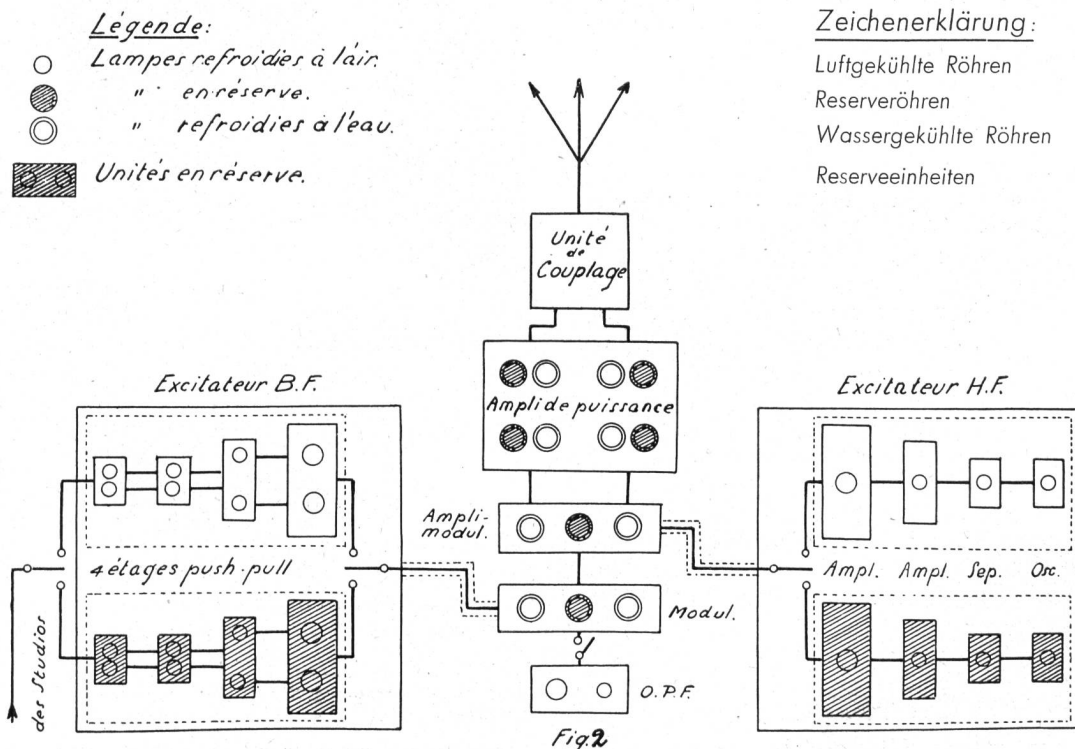 Légende:
Lampes refroidies à l'air.
" en réserve.
" refroidies à l'eau.
Unités en réserve.
Zeichenerklärung:
Luftgekühlte Röhren
Reserveröhren
Wassergekühlte Röhren
Reserveeinheiten
Unité
de
Couplage
Ampli de puissance
Excitateur B.F.
Excitateur H.F.
Ampli-
modul.
4 étages push-pull
Ampl. Ampl. Sep. Osc.
Modul.
des Studios
O.P.F.
Fig.2